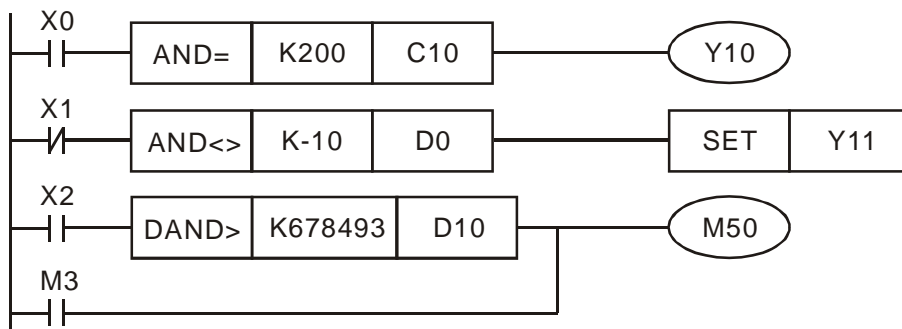 X0
AND= K200 C10 Y10
X1
AND<> K-10 D0 SET Y11
X2
DAND> K678493 D10 M50
M3